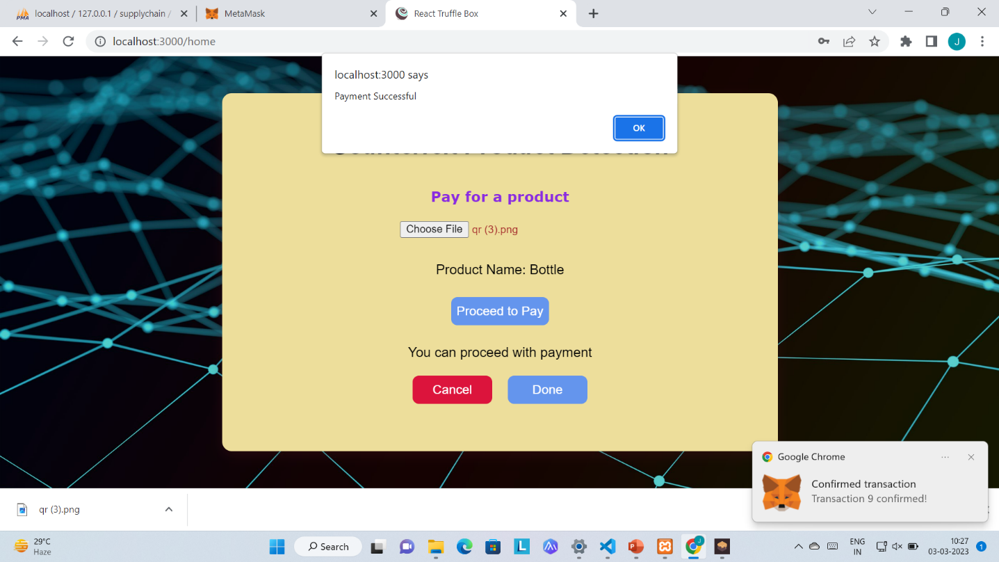 localhost / 127.0.0.1 / supplychain /
MetaMask
React Truffle Box
localhost:3000/home
J
localhost:3000 says
Payment Successful
OK
Pay for a product
Choose File qr (3).png
Product Name: Bottle
Proceed to Pay
You can proceed with payment
Cancel
Done
Google Chrome
Confirmed transaction
Transaction 9 confirmed!
qr (3).png
29°C
Haze
Search
L
J
ENG
IN
10:27
03-03-2023
1